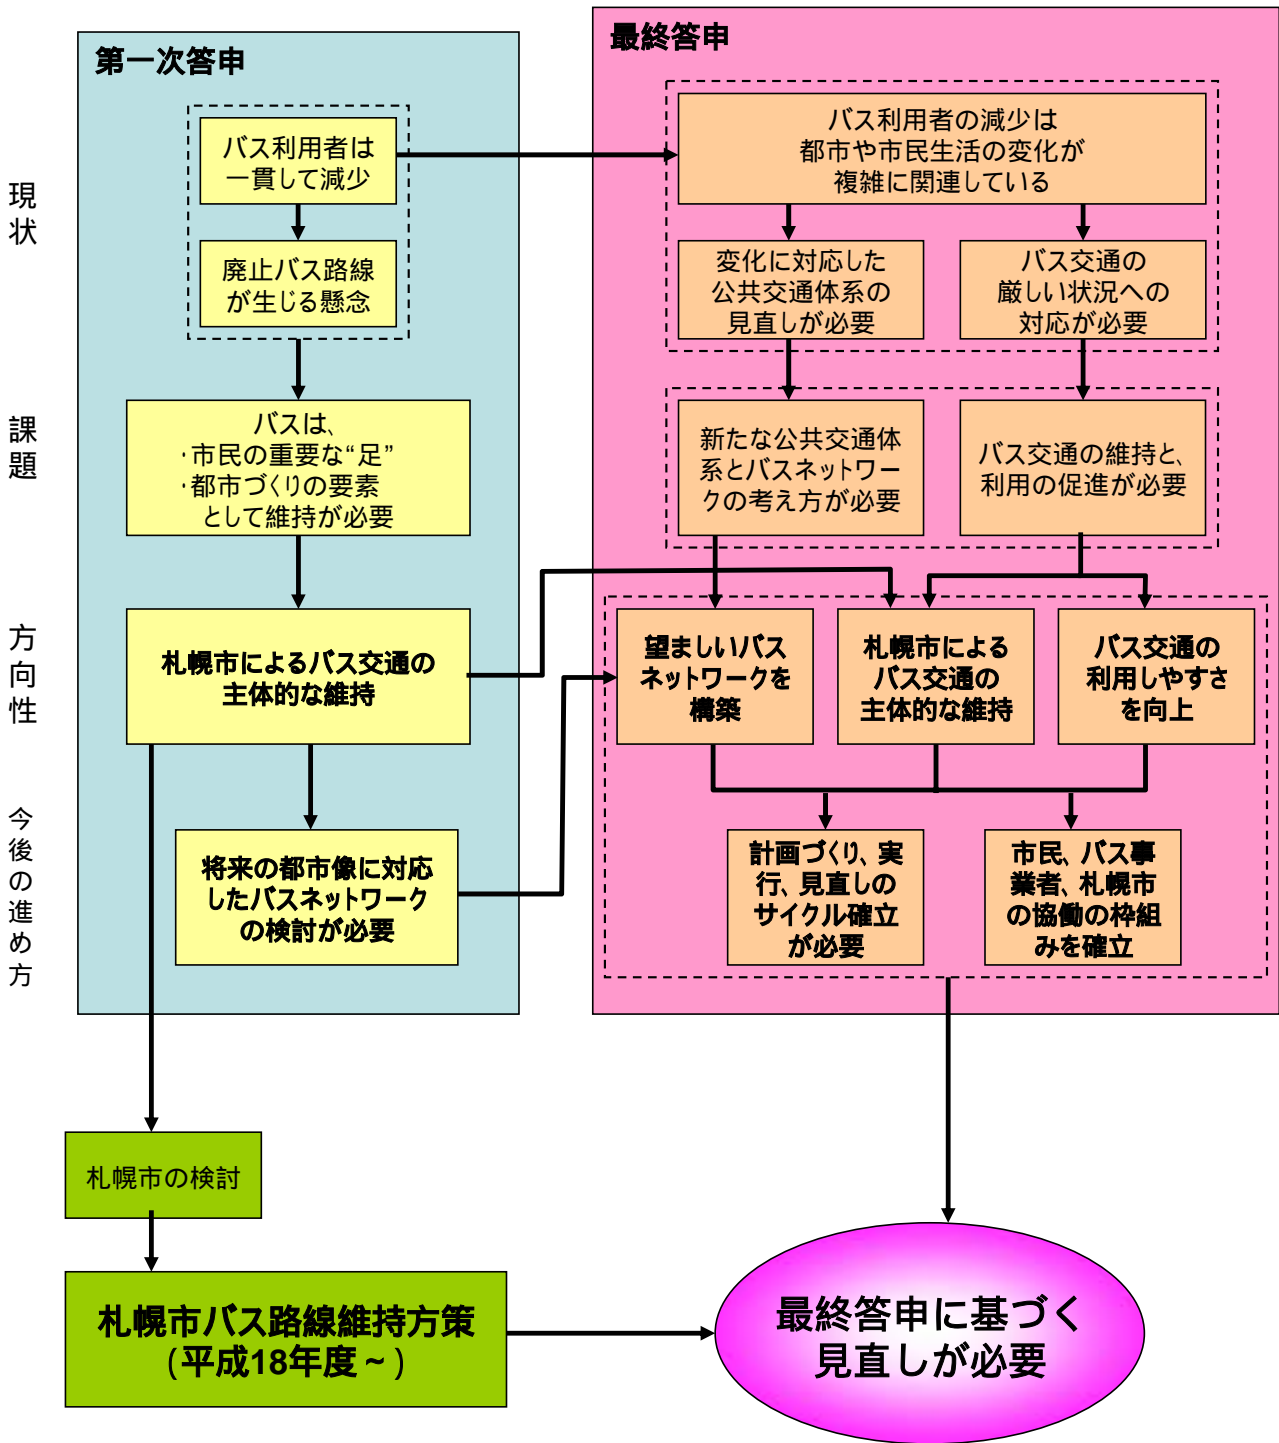 第一次答申
最終答申
現
状
課
題
方
向
性
今
後
の
進
め
方
バス利用者は
一貫して減少
廃止バス路線
が生じる懸念
バスは、
・市民の重要な“足”
・都市づくりの要素
として維持が必要
札幌市によるバス交通の
主体的な維持
将来の都市像に対応
したバスネットワーク
の検討が必要
バス利用者の減少は
都市や市民生活の変化が
複雑に関連している
変化に対応した
公共交通体系の
見直しが必要
バス交通の
厳しい状況への
対応が必要
新たな公共交通体
系とバスネットワー
クの考え方が必要
バス交通の維持と、
利用の促進が必要
望ましいバス
ネットワークを
構築
札幌市による
バス交通の
主体的な維持
バス交通の
利用しやすさ
を向上
計画づくり、実
行、見直しの
サイクル確立
が必要
市民、バス事
業者、札幌市
の協働の枠組
みを確立
札幌市の検討
札幌市バス路線維持方策
(平成18年度～)
最終答申に基づく
見直しが必要